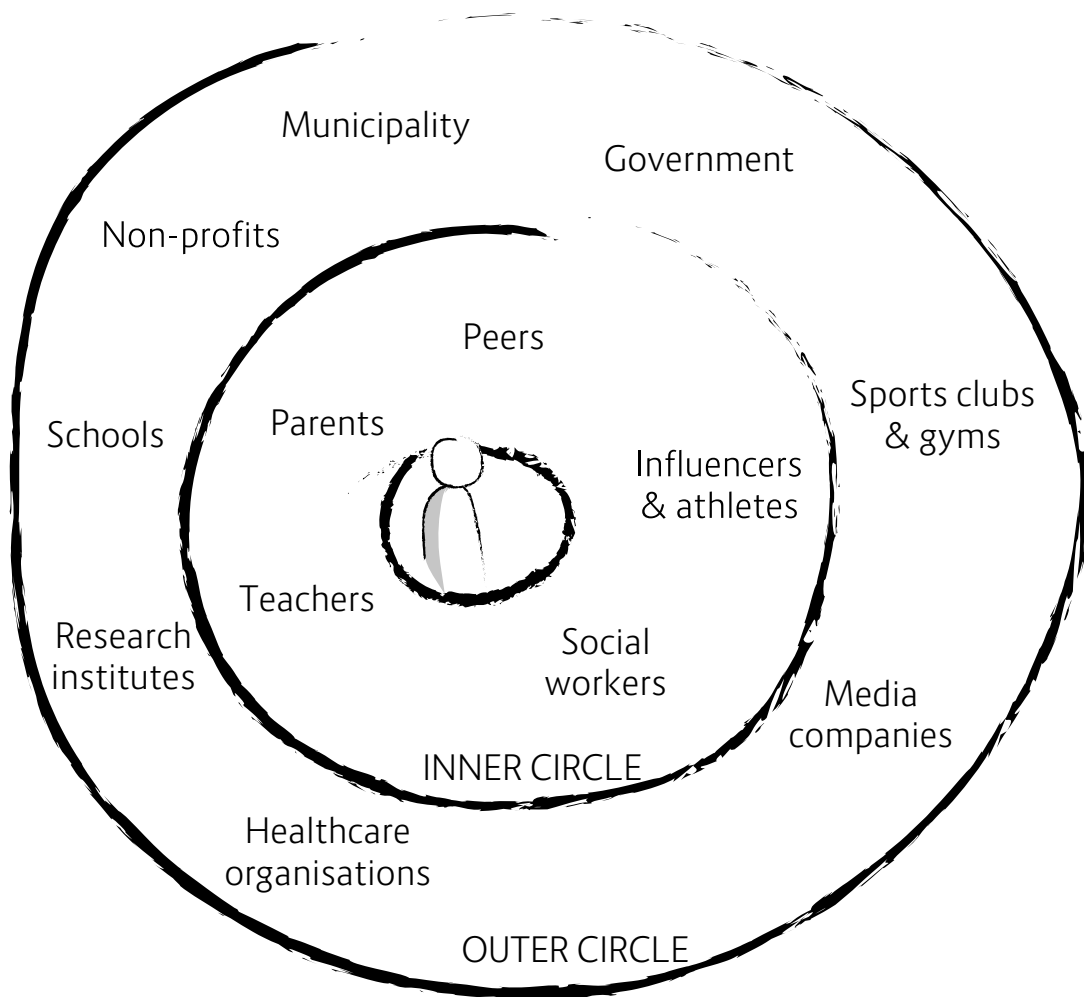 Municipality
Government
Non-profits
Peers
Sports clubs
& gyms
Parents
Schools
Influencers
& athletes
Teachers
Research
institutes
Social
workers
Media
companies
INNER CIRCLE
Healthcare
organisations
OUTER CIRCLE